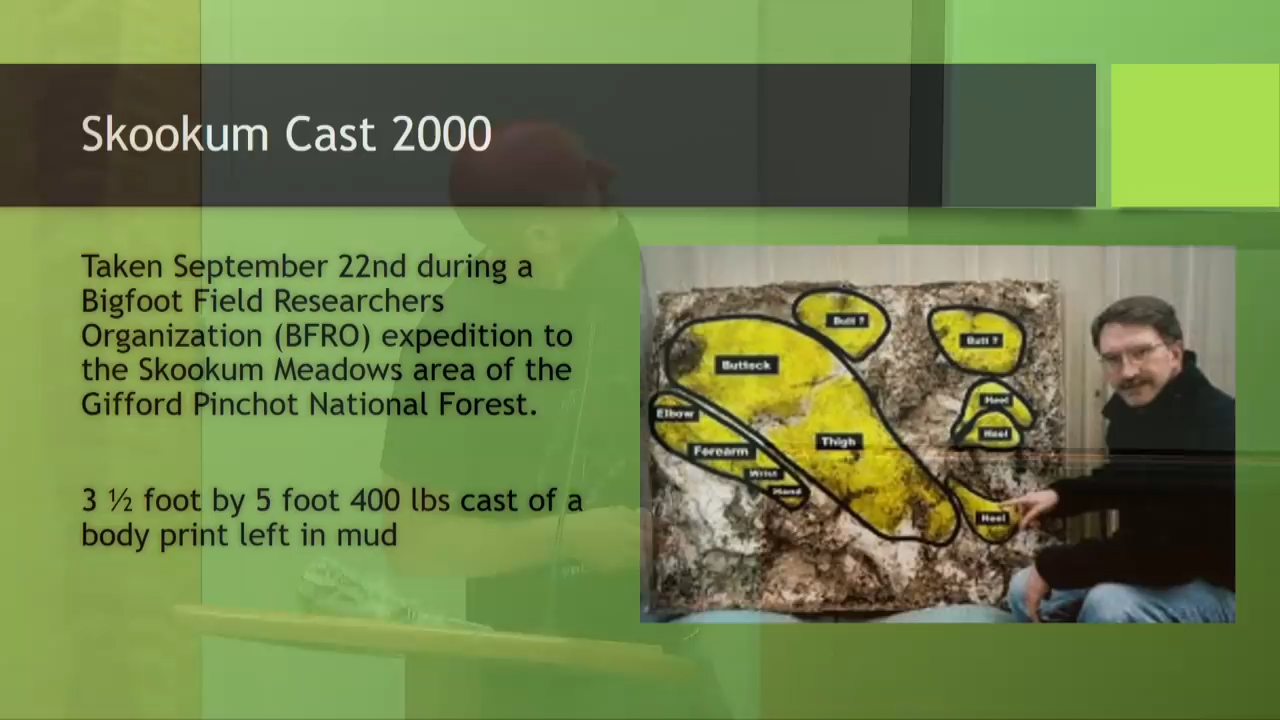 Skookum Cast 2000
Taken September 22nd during a
Bigfoot Field Researchers
Organization (BFRO) expedition to
the Skookum Meadows area of the
Gifford Pinchot National Forest.
3 ½ foot by 5 foot 400 lbs cast of a
body print left in mud
Butt ?
Butt ?
Buttock
Heel
Elbow
Heel
Thigh
Forearm
Wrist
Hand
Heel